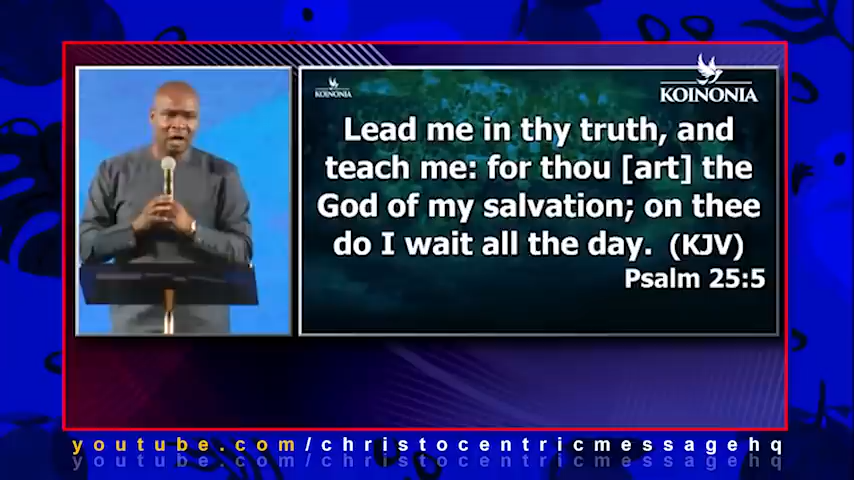 KOINONIA
KOINONIA
Lead me in thy truth, and
teach me: for thou [art] the
God of my salvation; on thee
do I wait all the day. (KJV)
Psalm 25:5
youtube.com/christocentricmessagehq
youtube.com/christocentricmessagehq